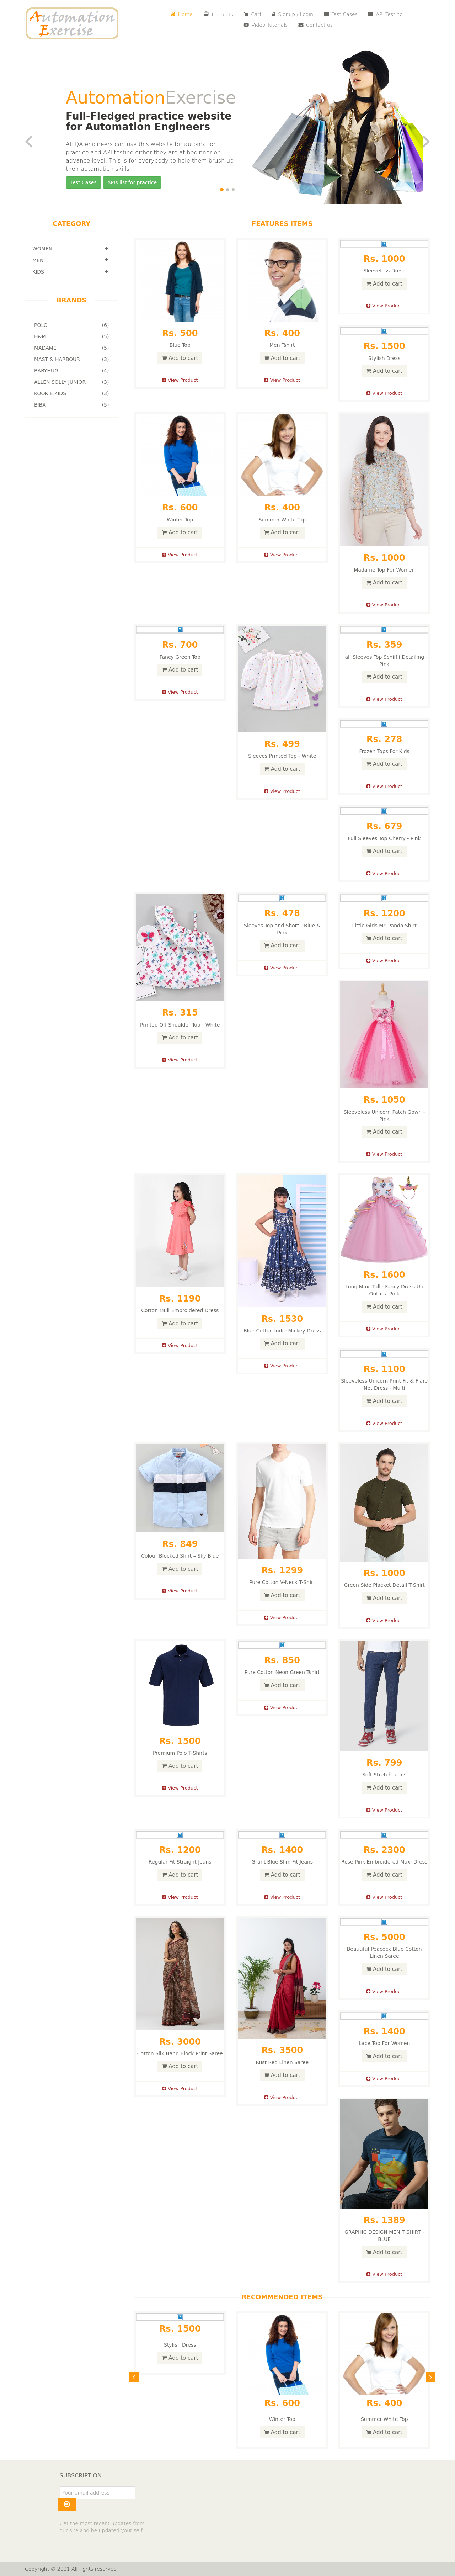 Automation
Exercise
Home
Products
Cart
Signup / Login
Test Cases
API Testing
Video Tutorials
Contact us
AutomationExercise
Full-Fledged practice website
for Automation Engineers
All QA engineers can use this website for automation
practice and API testing either they are at beginner or
advance level. This is for everybody to help them brush up
their automation skills.
Test Cases
APIs list for practice
CATEGORY
WOMEN
MEN
KIDS
BRANDS
POLO (6)
H&M (5)
MADAME (5)
MAST & HARBOUR (3)
BABYHUG (4)
ALLEN SOLLY JUNIOR (3)
KOOKIE KIDS (3)
BIBA (5)
FEATURES ITEMS
Rs. 500
Blue Top
Add to cart
View Product
Rs. 400
Men Tshirt
Add to cart
View Product
Rs. 1000
Sleeveless Dress
Add to cart
View Product
Rs. 1500
Stylish Dress
Add to cart
View Product
Rs. 600
Winter Top
Add to cart
View Product
Rs. 400
Summer White Top
Add to cart
View Product
Rs. 1000
Madame Top For Women
Add to cart
View Product
Rs. 700
Fancy Green Top
Add to cart
View Product
Rs. 499
Sleeves Printed Top - White
Add to cart
View Product
Rs. 359
Half Sleeves Top Schiffli Detailing -
Pink
Add to cart
View Product
Rs. 278
Frozen Tops For Kids
Add to cart
View Product
Rs. 679
Full Sleeves Top Cherry - Pink
Add to cart
View Product
Rs. 315
Printed Off Shoulder Top - White
Add to cart
View Product
Rs. 478
Sleeves Top and Short - Blue &
Pink
Add to cart
View Product
Rs. 1200
Little Girls Mr. Panda Shirt
Add to cart
View Product
Rs. 1050
Sleeveless Unicorn Patch Gown -
Pink
Add to cart
View Product
Rs. 1190
Cotton Mull Embroidered Dress
Add to cart
View Product
Rs. 1530
Blue Cotton Indie Mickey Dress
Add to cart
View Product
Rs. 1600
Long Maxi Tulle Fancy Dress Up
Outfits -Pink
Add to cart
View Product
Rs. 1100
Sleeveless Unicorn Print Fit & Flare
Net Dress - Multi
Add to cart
View Product
Rs. 849
Colour Blocked Shirt – Sky Blue
Add to cart
View Product
Rs. 1299
Pure Cotton V-Neck T-Shirt
Add to cart
View Product
Rs. 1000
Green Side Placket Detail T-Shirt
Add to cart
View Product
Rs. 1500
Premium Polo T-Shirts
Add to cart
View Product
Rs. 850
Pure Cotton Neon Green Tshirt
Add to cart
View Product
Rs. 799
Soft Stretch Jeans
Add to cart
View Product
Rs. 1200
Regular Fit Straight Jeans
Add to cart
View Product
Rs. 1400
Grunt Blue Slim Fit Jeans
Add to cart
View Product
Rs. 2300
Rose Pink Embroidered Maxi Dress
Add to cart
View Product
Rs. 3000
Cotton Silk Hand Block Print Saree
Add to cart
View Product
Rs. 3500
Rust Red Linen Saree
Add to cart
View Product
Rs. 5000
Beautiful Peacock Blue Cotton
Linen Saree
Add to cart
View Product
Rs. 1400
Lace Top For Women
Add to cart
View Product
Rs. 1389
GRAPHIC DESIGN MEN T SHIRT -
BLUE
Add to cart
View Product
RECOMMENDED ITEMS
Rs. 1500
Stylish Dress
Add to cart
Rs. 600
Winter Top
Add to cart
Rs. 400
Summer White Top
Add to cart
SUBSCRIPTION
Your email address
Get the most recent updates from
our site and be updated your self...
Copyright © 2021 All rights reserved